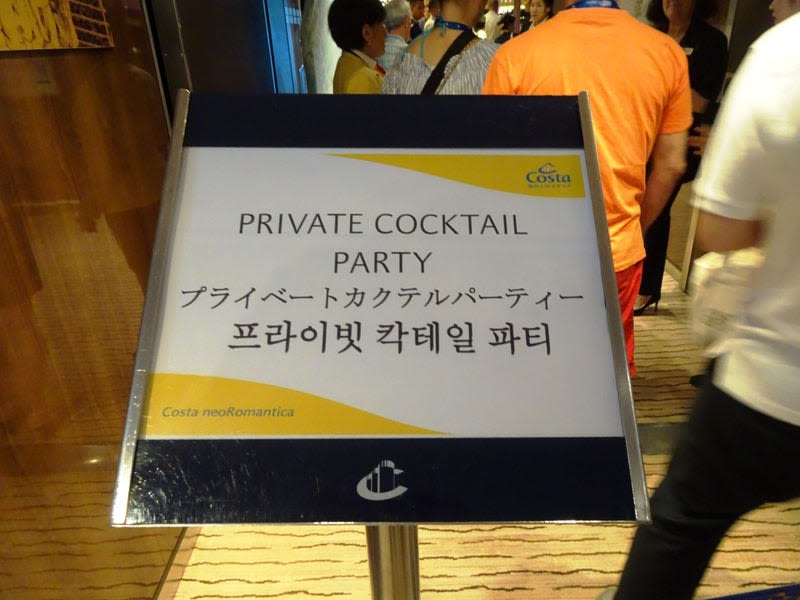 Costa
PRIVATE COCKTAIL
PARTY
プライベートカクテルパーティー
프라이빗 칵테일 파티
Costa neoRomantica